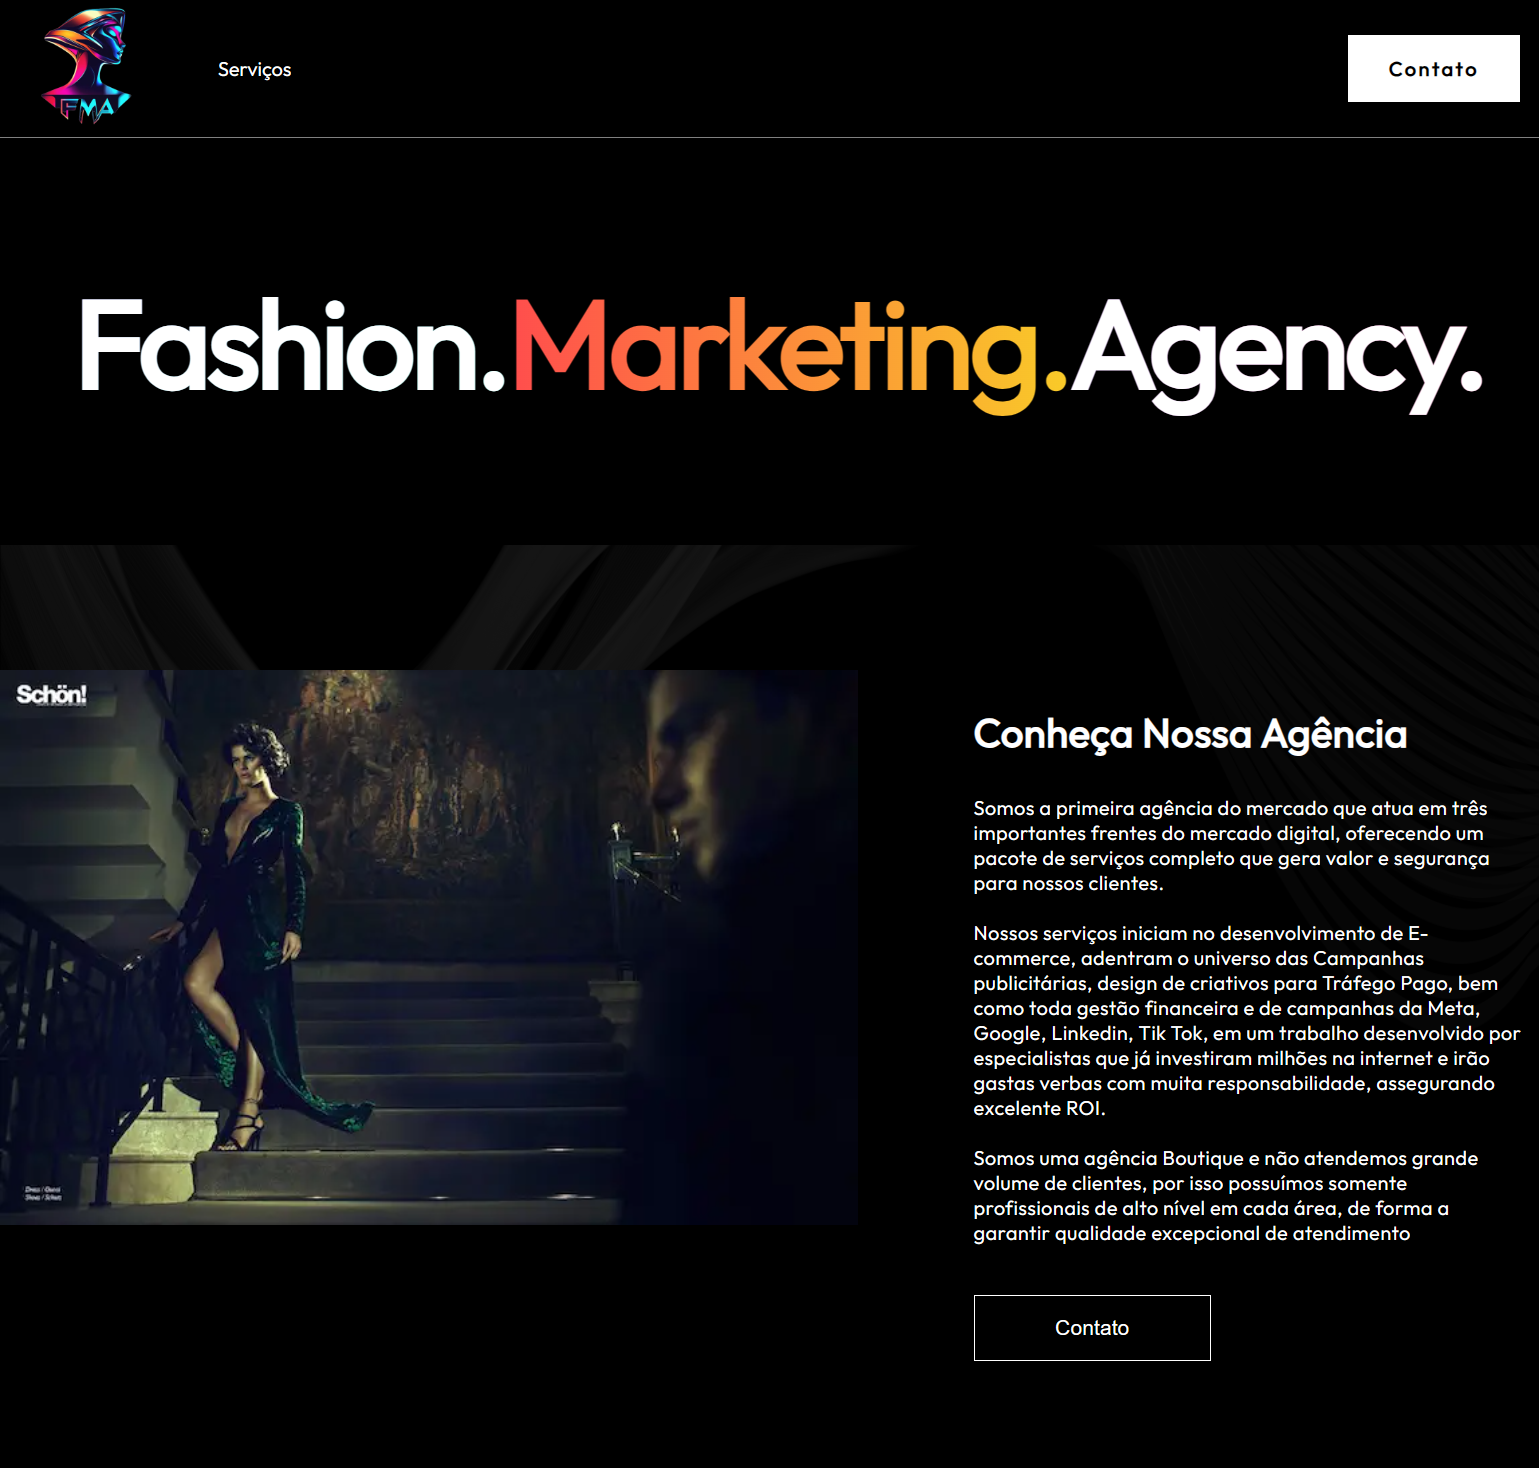 FMA
Serviços
Contato
Fashion.Marketing.Agency.
Schön!
Conheça Nossa Agência
Somos a primeira agência do mercado que atua em três
importantes frentes do mercado digital, oferecendo um
pacote de serviços completo que gera valor e segurança
para nossos clientes.
Nossos serviços iniciam no desenvolvimento de E-
commerce, adentram o universo das Campanhas
publicitárias, design de criativos para Tráfego Pago, bem
como toda gestão financeira e de campanhas da Meta,
Google, Linkedin, Tik Tok, em um trabalho desenvolvido por
especialistas que já investiram milhões na internet e irão
gastas verbas com muita responsabilidade, assegurando
excelente ROI.
Somos uma agência Boutique e não atendemos grande
volume de clientes, por isso possuímos somente
profissionais de alto nível em cada área, de forma a
garantir qualidade excepcional de atendimento
Contato